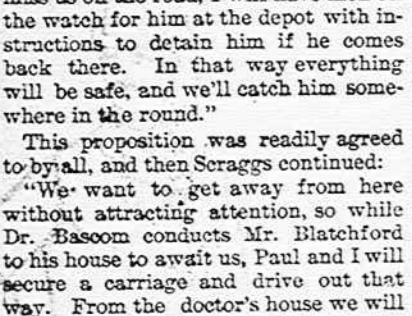 the watch for him at the depot with in-
structions to detain him if he comes
back there. In that way everything
will be safe, and we'll catch him some-
where in the round."
This proposition was readily agreed
to by all, and then Scraggs continued:
"We want to get away from here
without attracting attention, so while
Dr. Bascom conducts Mr. Blatchford
to his house to await us, Paul and I will
secure a carriage and drive out that
way. From the doctor's house we will